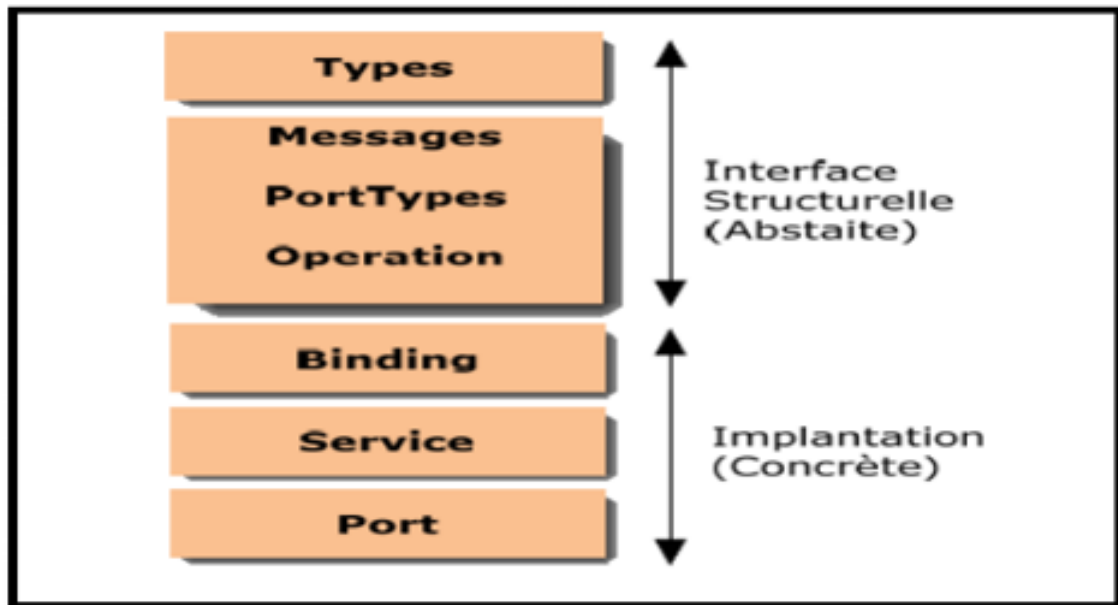 Types
Messages
PortTypes
Operation
Interface
Structurelle
(Abstaite)
Binding
Service
Port
Implantation
(Concrète)